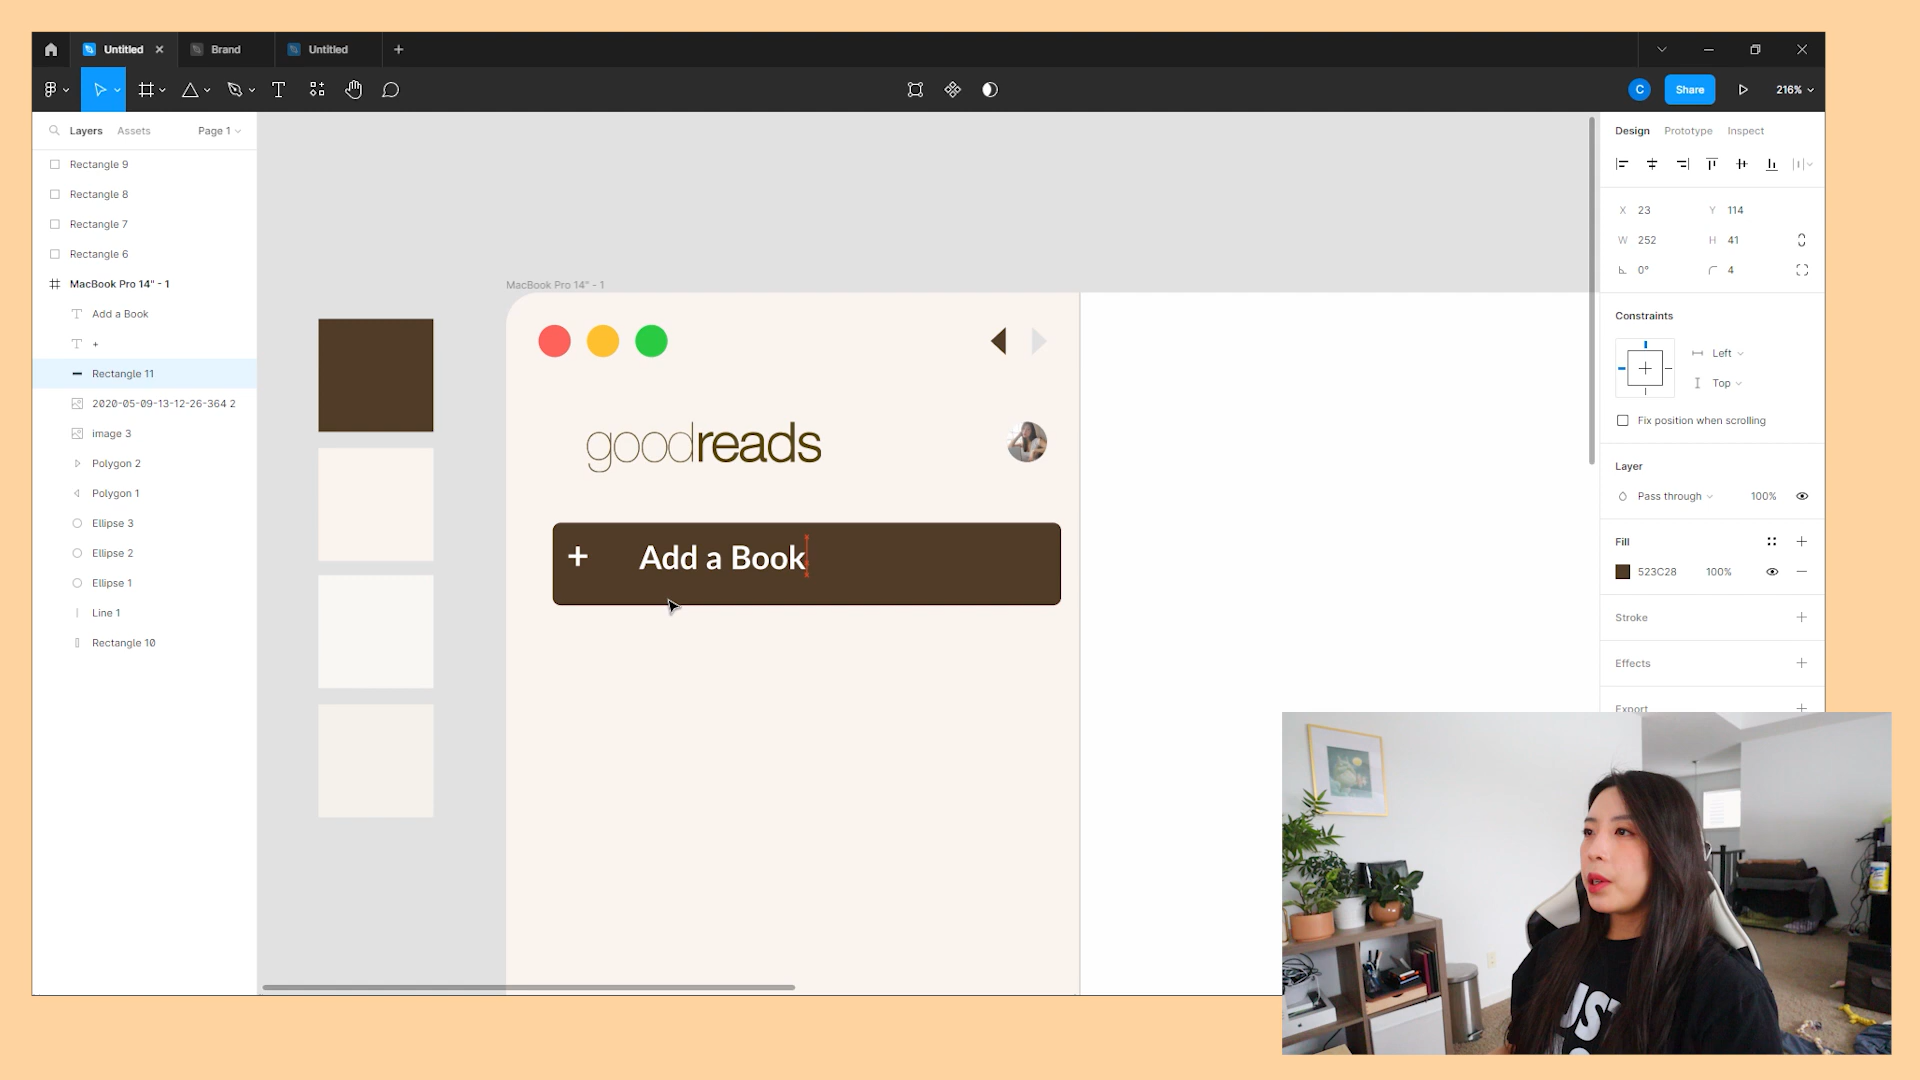 Untitled
Brand
Untitled
C
Share
216%
Layers
Assets
Page 1
Rectangle 9
Rectangle 8
Rectangle 7
Rectangle 6
MacBook Pro 14" - 1
Add a Book
+
Rectangle 11
2020-05-09-13-12-26-364 2
image 3
Polygon 2
Polygon 1
Ellipse 3
Ellipse 2
Ellipse 1
Line 1
Rectangle 10
MacBook Pro 14" - 1
goodreads
+ Add a Book
Design
Prototype
Inspect
X 23
Y 114
W 252
H 41
0°
4
Constraints
Left
Top
Fix position when scrolling
Layer
Pass through
100%
Fill
523C28
100%
Stroke
Effects
Export